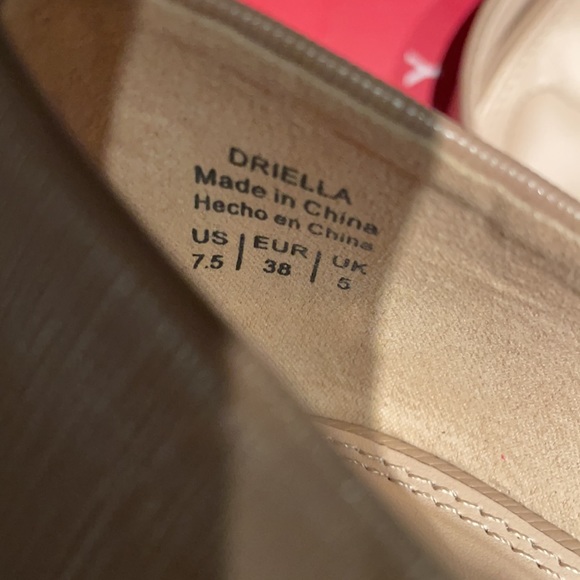 DRIELLA
Made in China
Hecho en China
US | EUR | UK
7.5 | 38 | 5